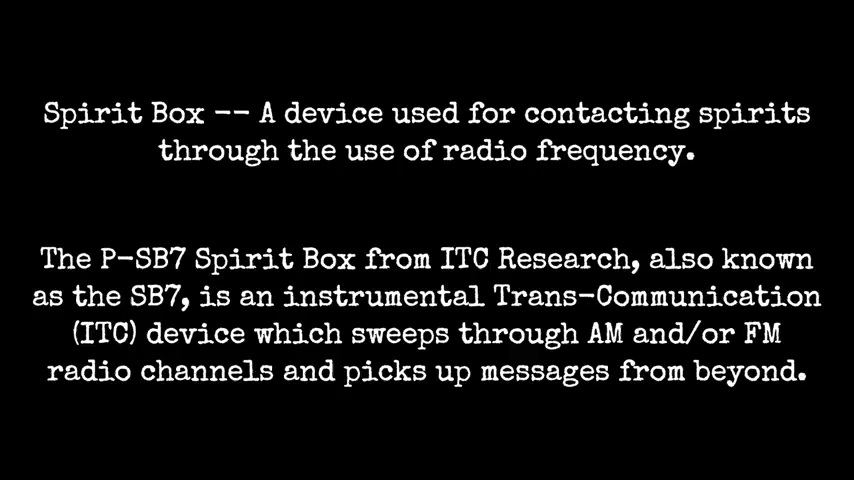 Spirit Box -- A device used for contacting spirits
through the use of radio frequency.
The P-SB7 Spirit Box from ITC Research, also known
as the SB7, is an instrumental Trans-Communication
(ITC) device which sweeps through AM and/or FM
radio channels and picks up messages from beyond.